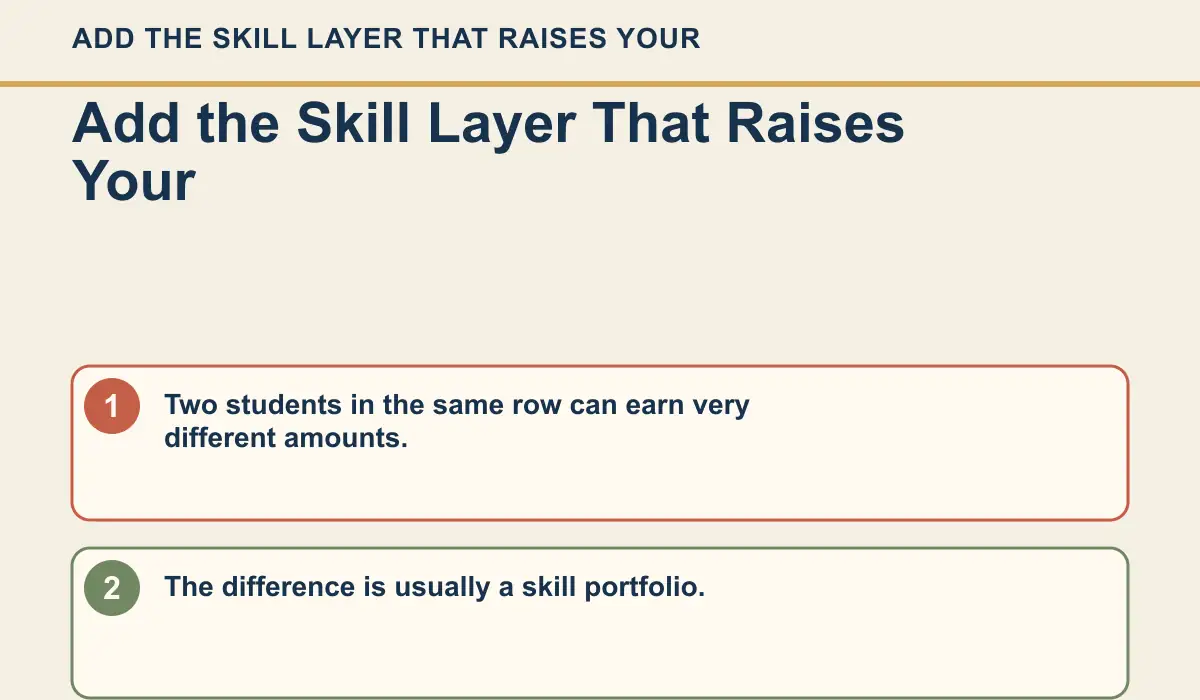 ADD THE SKILL LAYER THAT RAISES YOUR
Add the Skill Layer That Raises
Your
1
Two students in the same row can earn very
different amounts.
2
The difference is usually a skill portfolio.